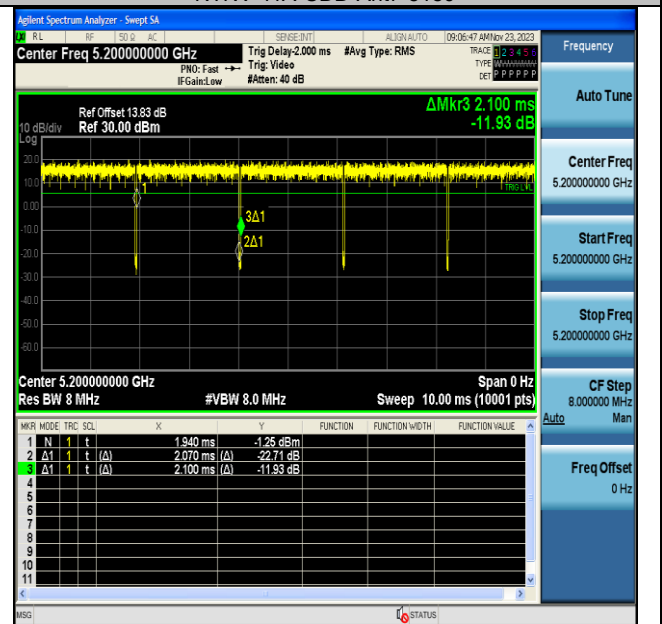 Agilent Spectrum Analyzer - Swept SA
LXI RL RF 50 Ω AC SENSE:INT ALIGN AUTO 09:06:47 AM Nov 23, 2023
Center Freq 5.200000000 GHz
Trig Delay-2.000 ms #Avg Type: RMS
TRACE 1 2 3 4 5 6
PNO: Fast Trig: Video
TYPE
IFGain:Low #Atten: 40 dB
DET P P P P P P
Frequency
Auto Tune
Ref Offset 13.83 dB
ΔMkr3 2.100 ms
10 dB/div Ref 30.00 dBm
-11.93 dB
Log
20.0
10.0
0.00
-10.0
-20.0
-30.0
-40.0
-50.0
-60.0
1
TRIG LVL
3Δ1
2Δ1
Center Freq
5.200000000 GHz
Start Freq
5.200000000 GHz
Stop Freq
5.200000000 GHz
Center 5.200000000 GHz Span 0 Hz
Res BW 8 MHz #VBW 8.0 MHz Sweep 10.00 ms (10001 pts)
CF Step
8.000000 MHz
Auto Man
Freq Offset
0 Hz
MKR MODE TRC SCL X Y FUNCTION FUNCTION WIDTH FUNCTION VALUE
1 N 1 t 1.940 ms -1.25 dBm
2 Δ1 1 t (Δ) 2.070 ms (Δ) -22.71 dB
3 Δ1 1 t (Δ) 2.100 ms (Δ) -11.93 dB
4
5
6
7
8
9
10
11
MSG STATUS